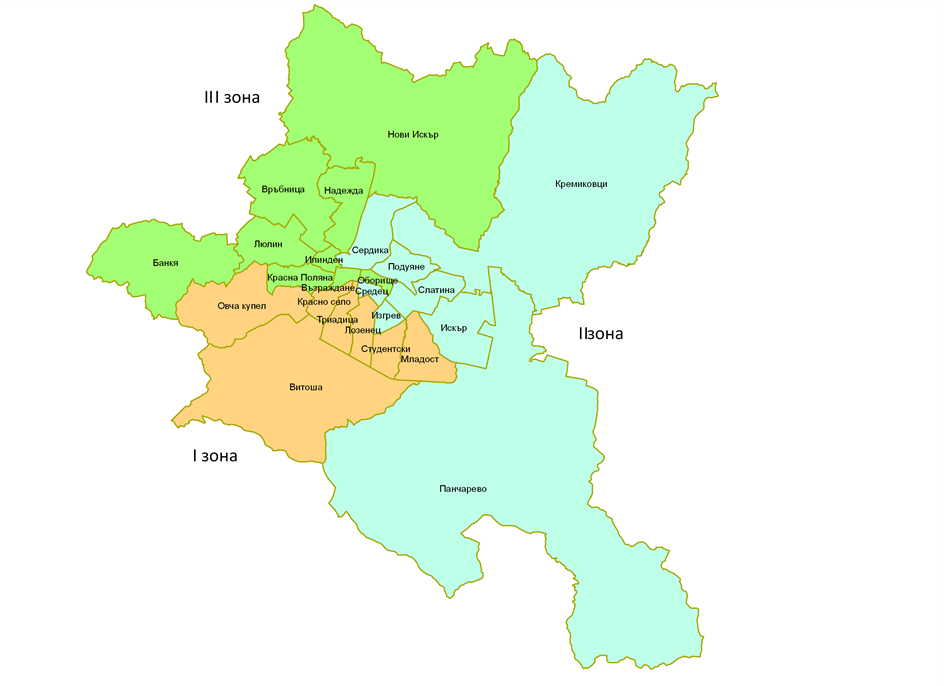 III зона
Нови Искър
Кремиковци
Връбница
Надежда
Люлин
Сердика
Банкя
Илинден
Подуяне
Красна Поляна
Оборище
Възраждане
Средец
Слатина
Овча купел
Красно село
Изгрев
Триадица
Искър
Лозенец
IIзона
Студентски
Младост
Витоша
I зона
Панчарево